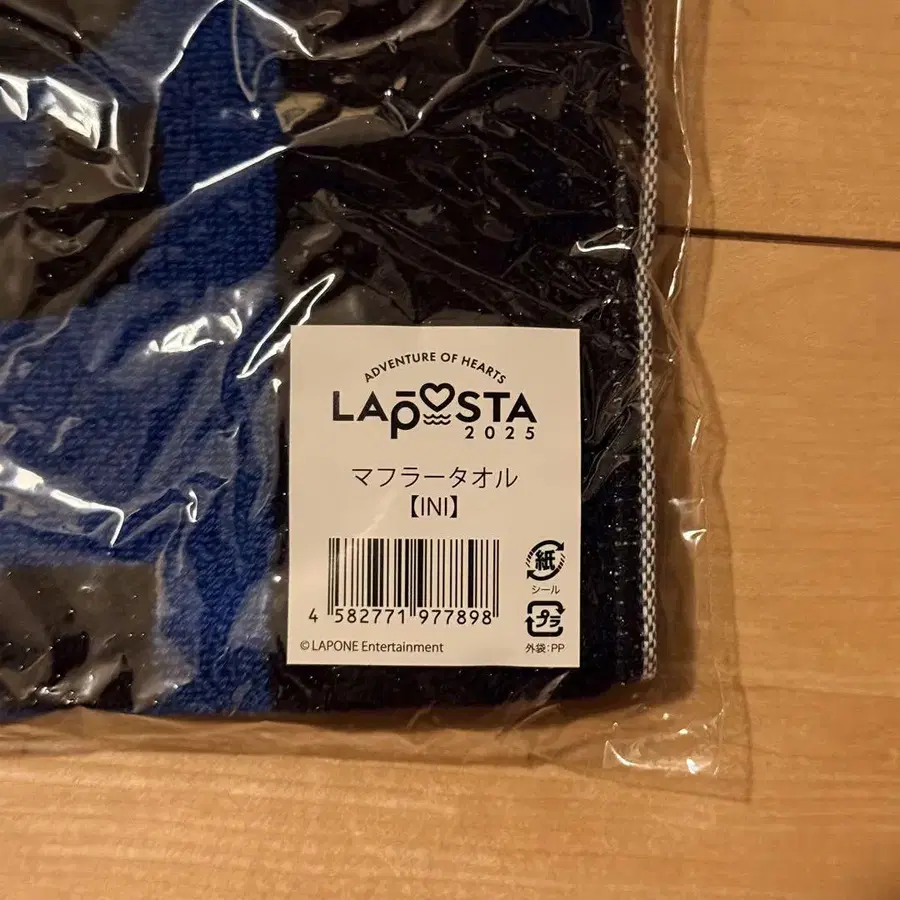 ADVENTURE OF HEARTS
LAPOSTA
2025
マフラータオル
【INI】
4 582771 977898
紙
シール
プラ
外袋:PP
© LAPONE Entertainment